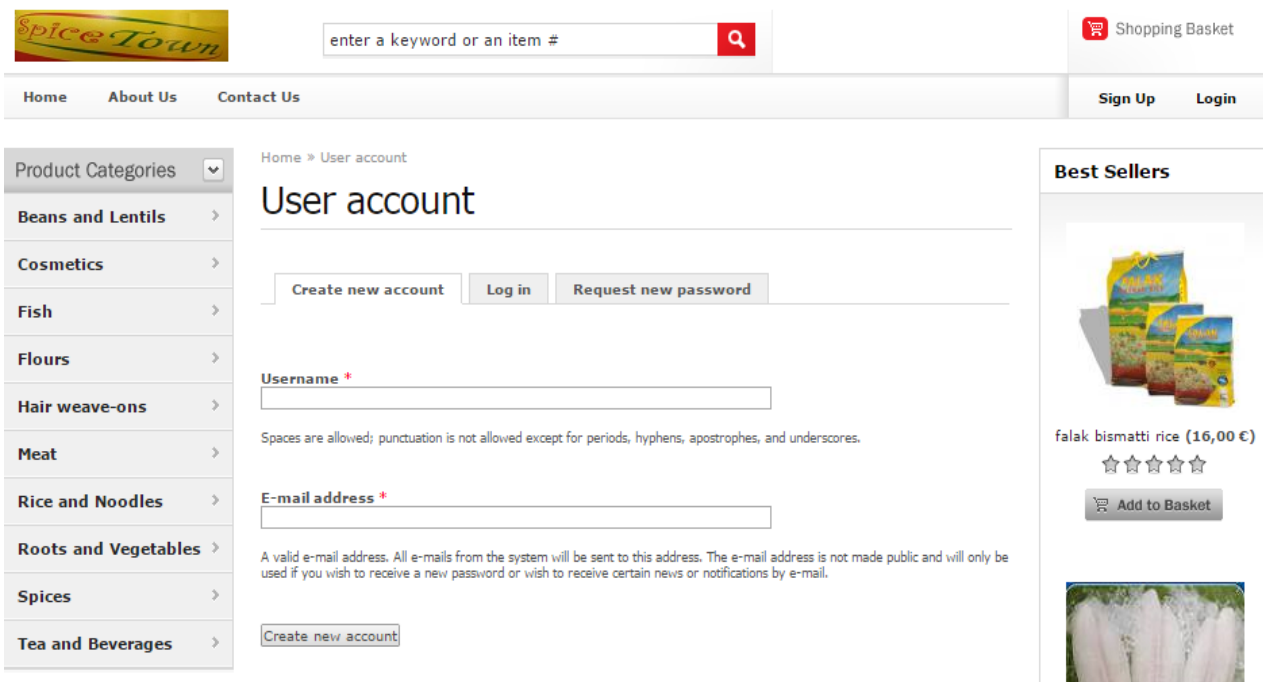 Spice Town
enter a keyword or an item #
Shopping Basket
Home About Us Contact Us
Sign Up Login
Product Categories
Beans and Lentils
Cosmetics
Fish
Flours
Hair weave-ons
Meat
Rice and Noodles
Roots and Vegetables
Spices
Tea and Beverages
Home » User account
User account
Create new account Log in Request new password
Username *
Spaces are allowed; punctuation is not allowed except for periods, hyphens, apostrophes, and underscores.
E-mail address *
A valid e-mail address. All e-mails from the system will be sent to this address. The e-mail address is not made public and will only be
used if you wish to receive a new password or wish to receive certain news or notifications by e-mail.
Create new account
Best Sellers
falak bismatti rice (16,00 €)
Add to Basket